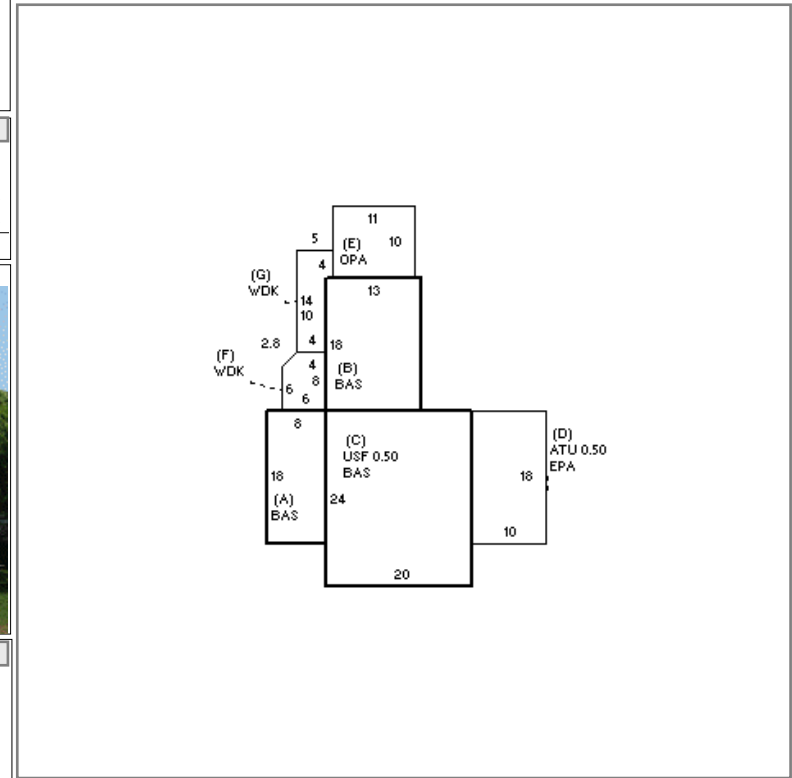 11
5
(E)
10
OPA
4
(G)
WDK
13
14
10
2.8
4
18
(F)
WDK
4
(B)
8
BAS
6
6
8
(C)
USF 0.50
BAS
(D)
ATU 0.50
EPA
18
18
24
(A)
BAS
10
20